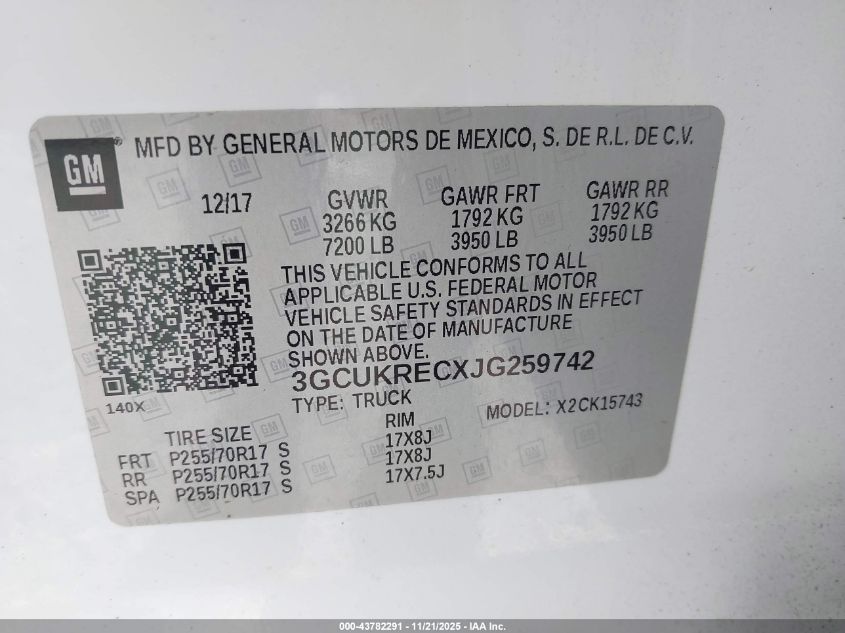 GM ® MFD BY GENERAL MOTORS DE MEXICO, S. DE R.L. DE C.V.
12/17 GVWR GAWR FRT GAWR RR
3266 KG 1792 KG 1792 KG
7200 LB 3950 LB 3950 LB
THIS VEHICLE CONFORMS TO ALL
APPLICABLE U.S. FEDERAL MOTOR
VEHICLE SAFETY STANDARDS IN EFFECT
ON THE DATE OF MANUFACTURE
SHOWN ABOVE.
3GCUKRECXJG259742
140X
TYPE: TRUCK MODEL: X2CK15743
TIRE SIZE RIM
FRT P255/70R17 S 17X8J
RR P255/70R17 S 17X8J
SPA P255/70R17 S 17X7.5J
000-43782291 - 11/21/2025 - IAA Inc.